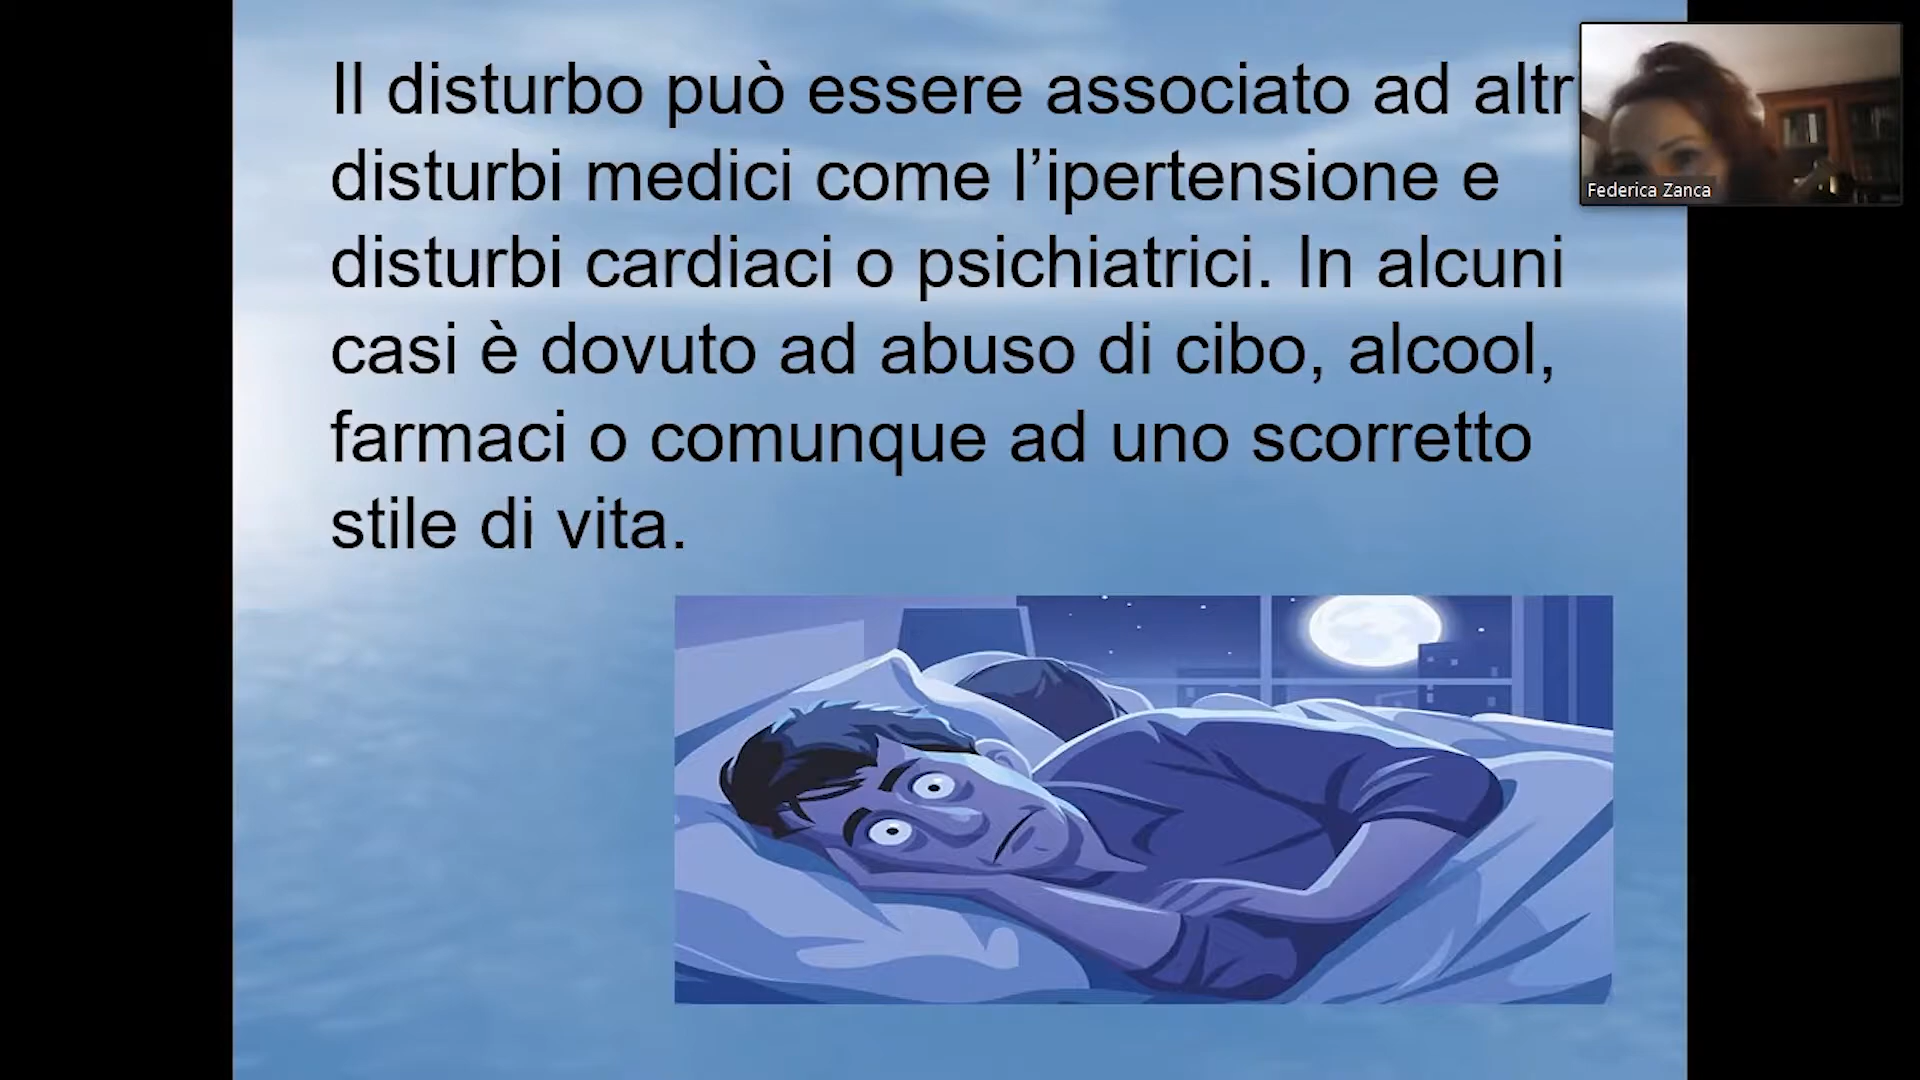 Il disturbo può essere associato ad altr
disturbi medici come l’ipertensione e
disturbi cardiaci o psichiatrici. In alcuni
casi è dovuto ad abuso di cibo, alcool,
farmaci o comunque ad uno scorretto
stile di vita.
Federica Zanca